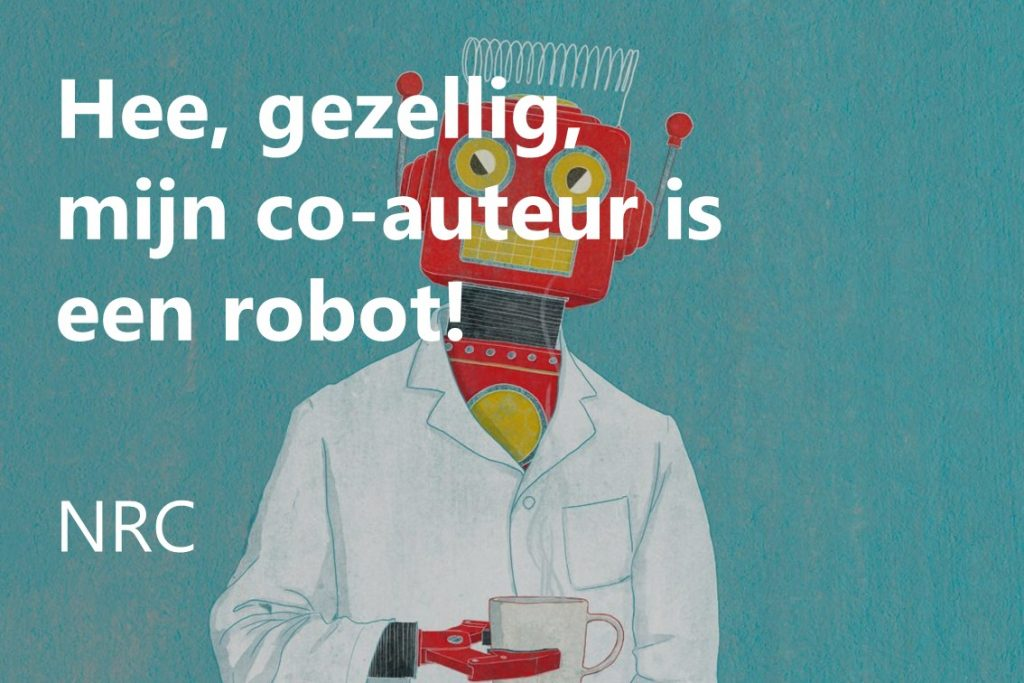 Hee, gezellig,
mijn co-auteur is
een robot!
NRC